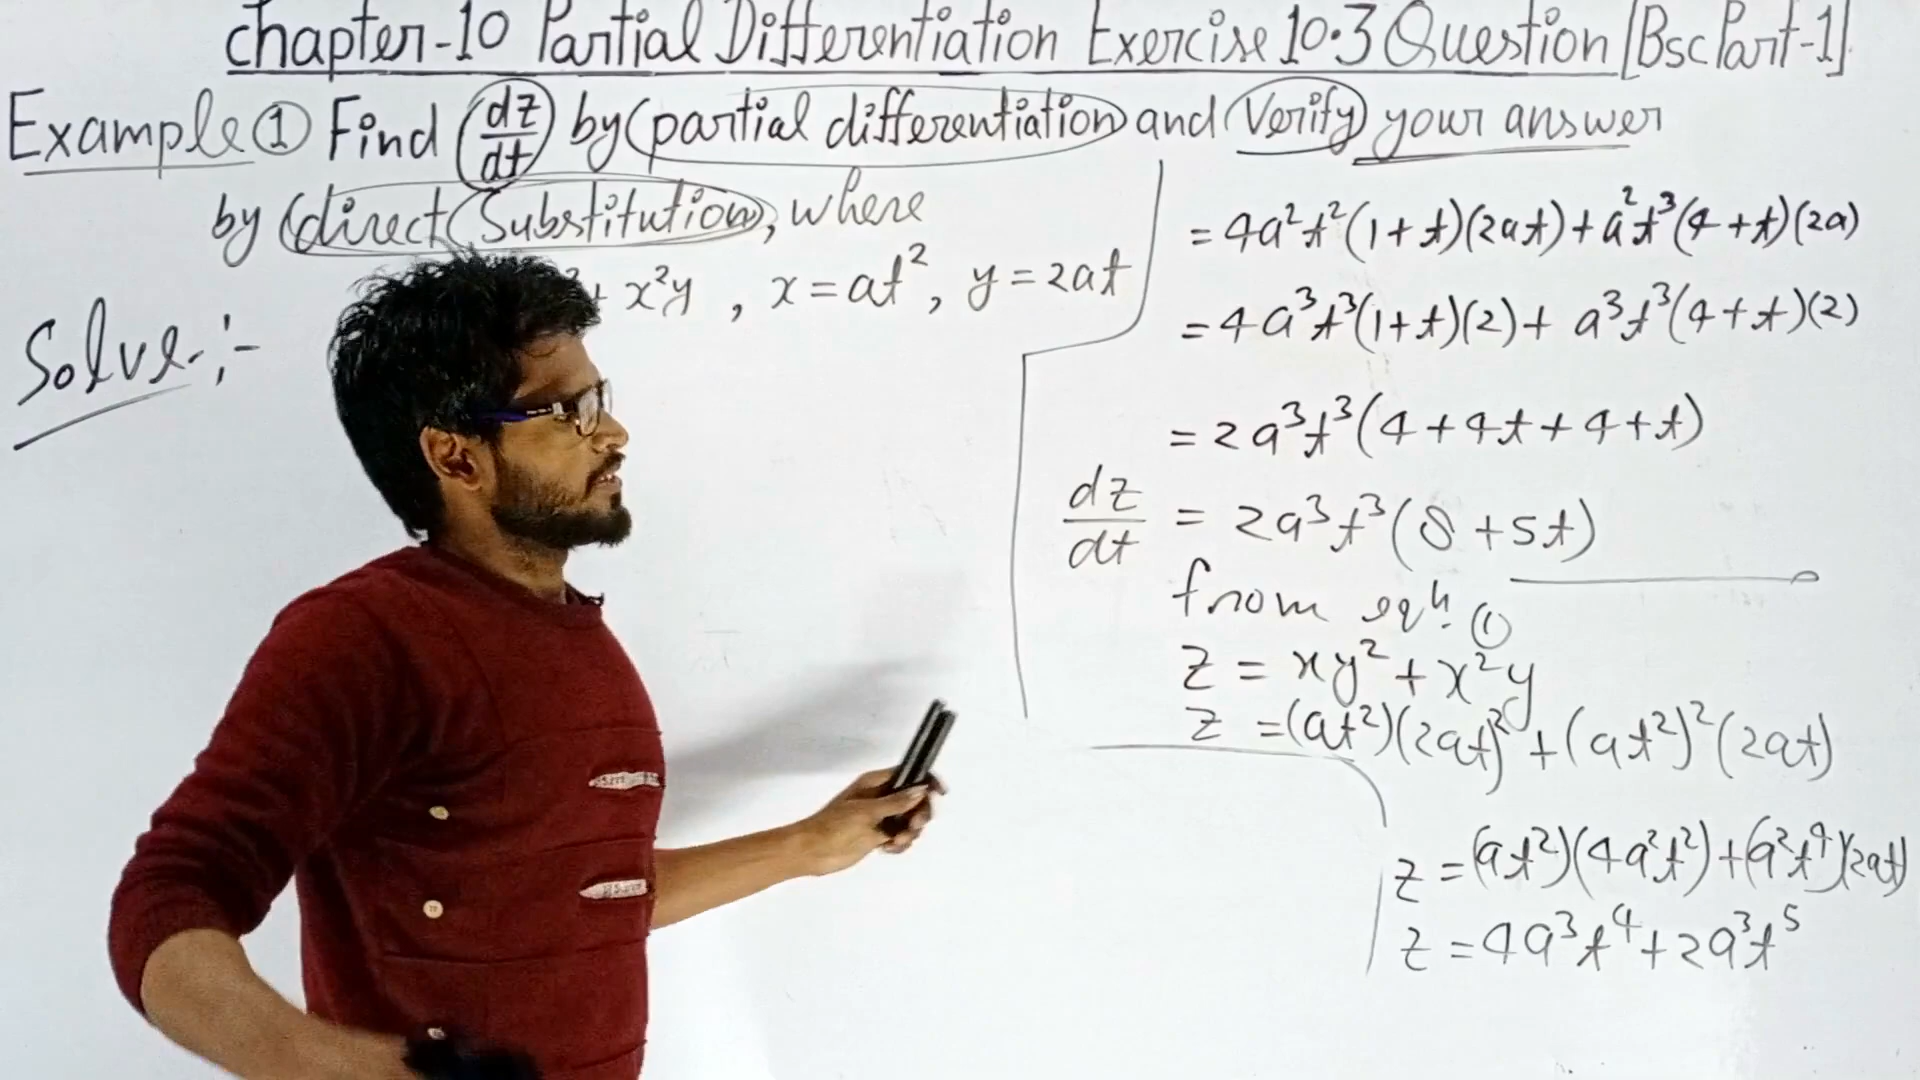 Chapter-10 Partial Differentiation Exercise 10.3 Question [Bsc Part-1]
Example ① Find dz/dt by partial differentiation and Verify your answer
by direct Substitution, where
+ x²y , x = at², y = 2at
Solve:-
= 4a²t²(1+t)(2at) + a²t³(4+t)(2a)
= 4a³t³(1+t)(2) + a³t³(4+t)(2)
= 2a³t³(4+4t+4+t)
dz/dt = 2a³t³(8+5t)
from eqn. ①
z = xy² + x²y
z = (at²)(2at)² + (at²)²(2at)
z = (at²)(4a²t²) + (a²t⁴)(2at)
z = 4a³t⁴ + 2a³t⁵